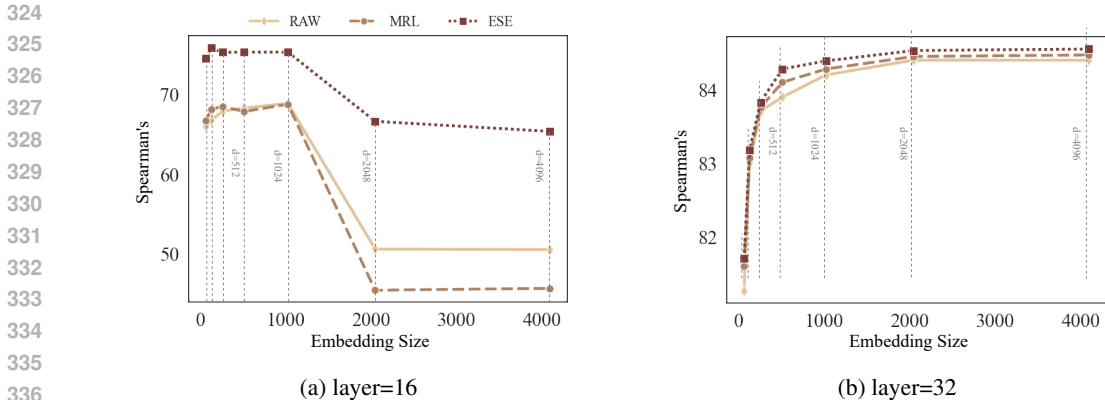 324
325
326
327
328
329
330
331
332
333
334
335
336
RAW MRL ESE
70
60
50
Spearman's
d=512
d=1024
d=2048
d=4096
0 1000 2000 3000 4000
Embedding Size
(a) layer=16
84
83
82
Spearman's
d=512
d=1024
d=2048
d=4096
0 1000 2000 3000 4000
Embedding Size
(b) layer=32